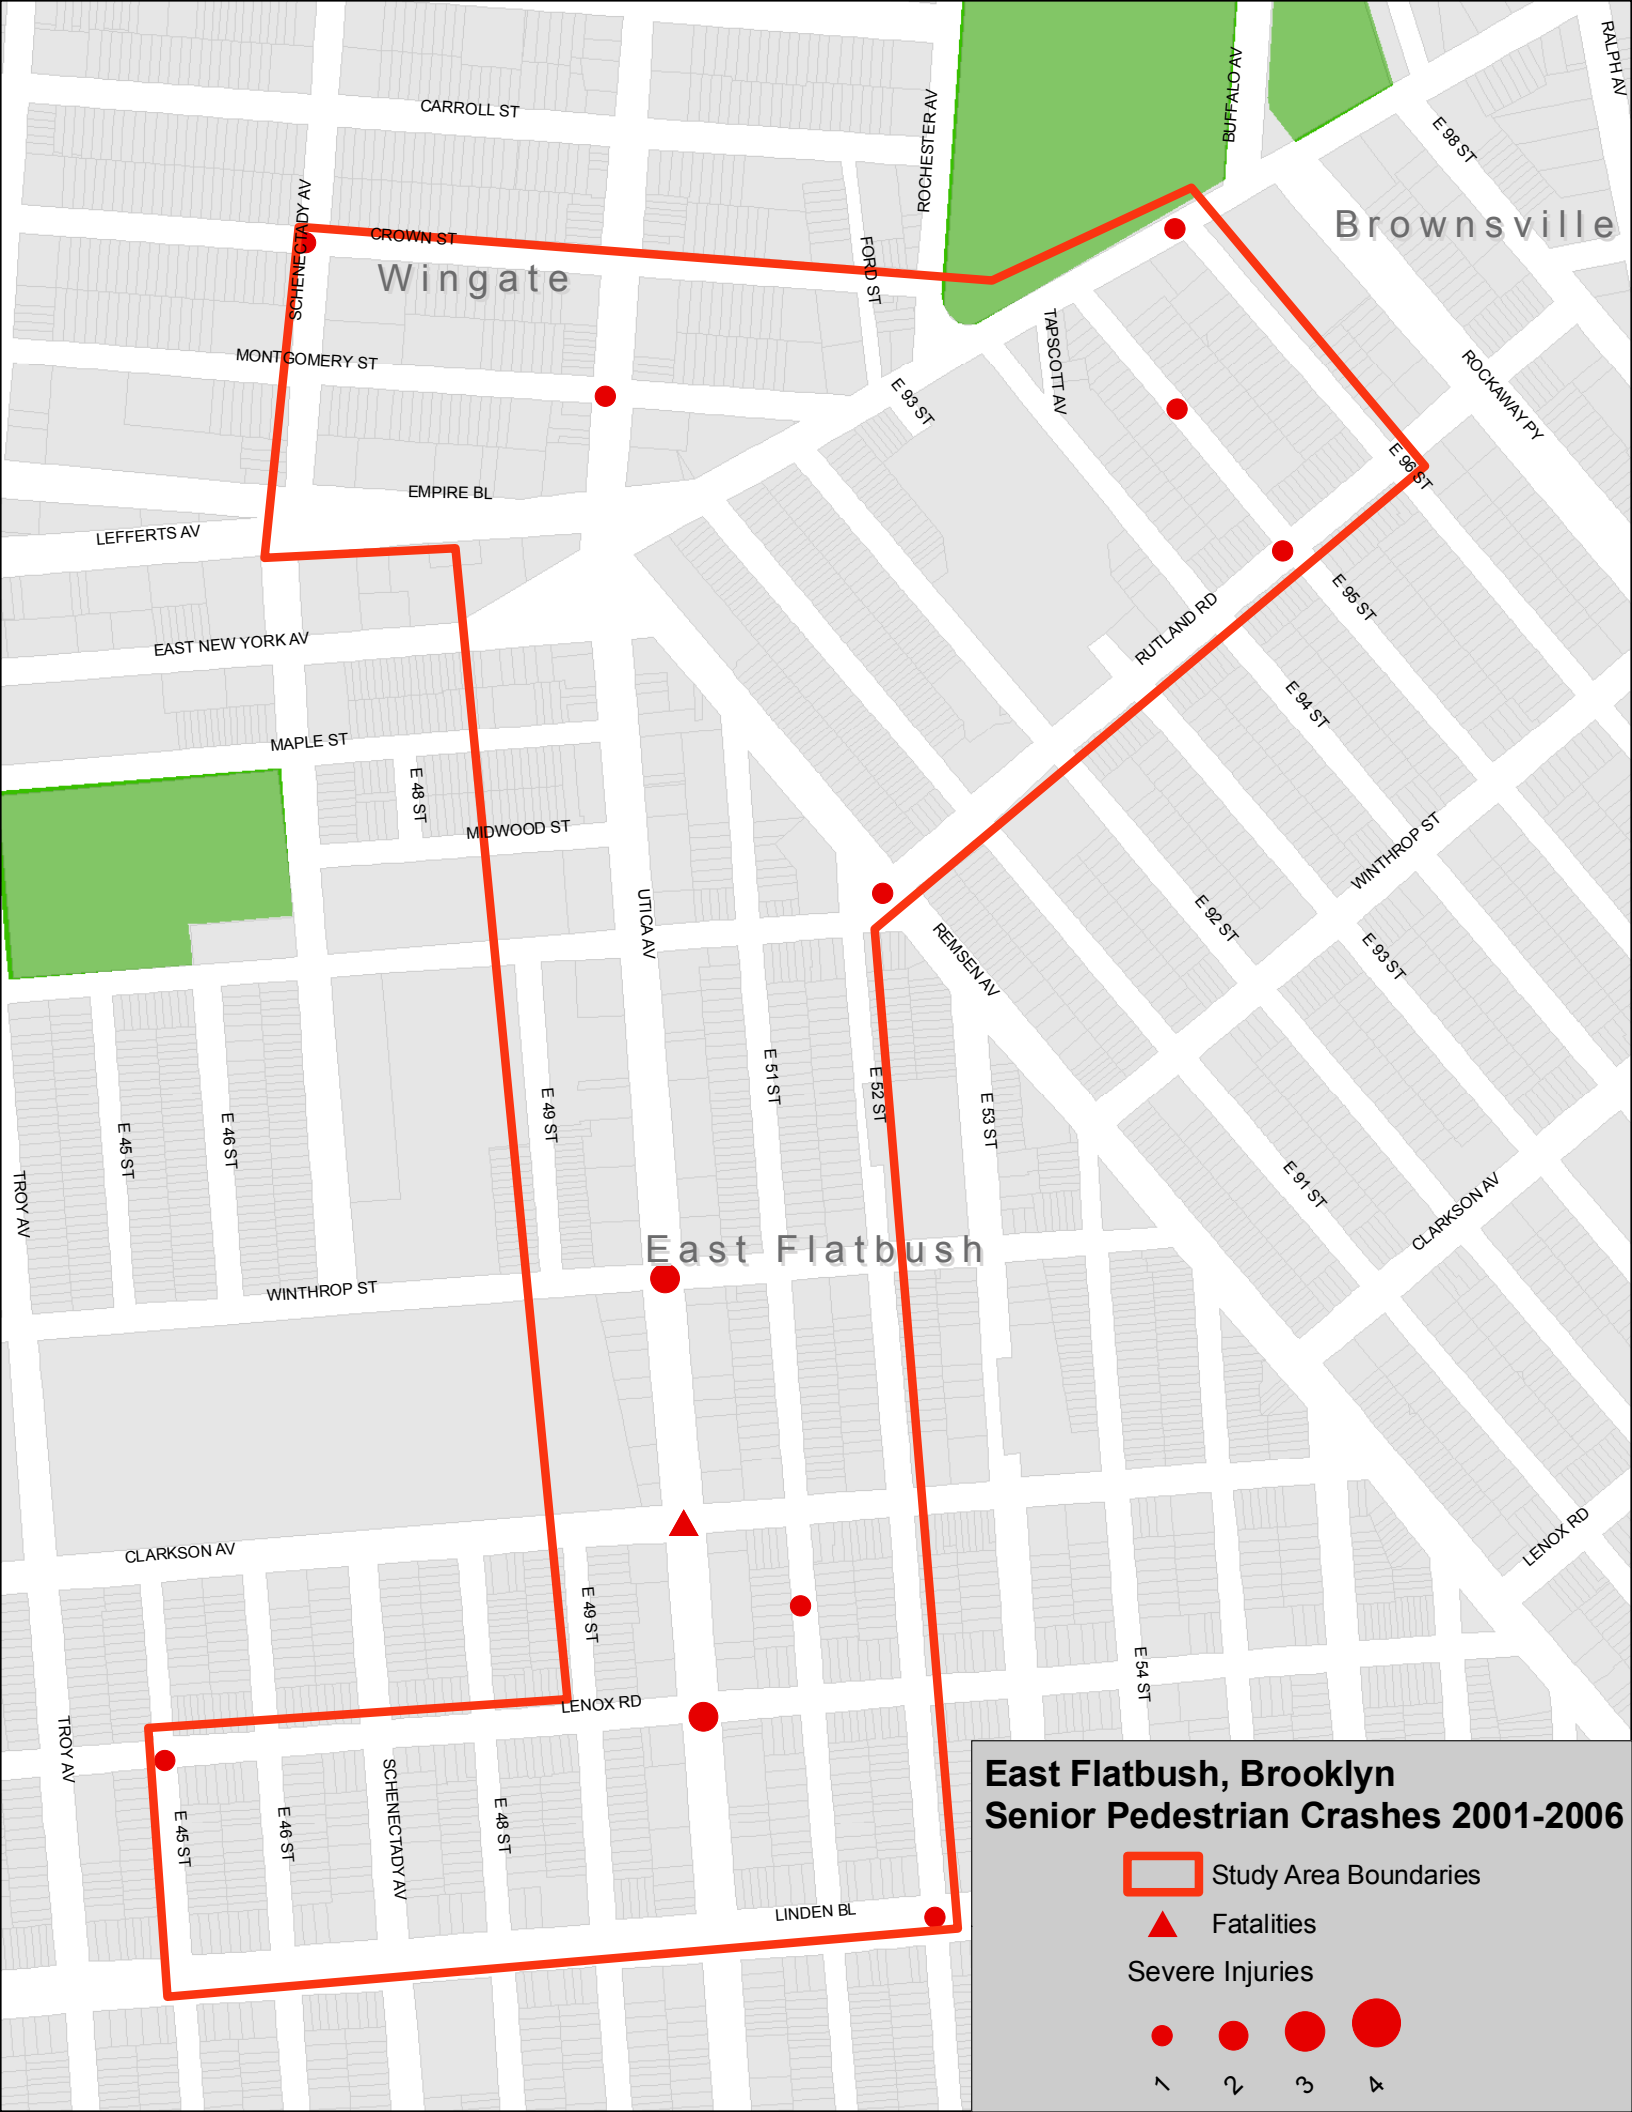 RALPH AV
BUFFALO AV
CARROLL ST
ROCHESTER AV
E 98 ST
SCHENECTADY AV
Brownsville
CROWN ST
Wingate
FORD ST
TAPSCOTT AV
MONTGOMERY ST
E 93 ST
ROCKAWAY PY
E 96 ST
EMPIRE BL
LEFFERTS AV
E 95 ST
RUTLAND RD
EAST NEW YORK AV
E 94 ST
MAPLE ST
E 48 ST
MIDWOOD ST
WINTHROP ST
UTICA AV
E 92 ST
REMSEN AV
E 93 ST
E 51 ST
E 52 ST
E 49 ST
E 53 ST
E 45 ST
E 46 ST
TROY AV
E 91 ST
CLARKSON AV
East Flatbush
WINTHROP ST
CLARKSON AV
LENOX RD
E 49 ST
E 54 ST
LENOX RD
TROY AV
E 45 ST
E 46 ST
SCHENECTADY AV
E 48 ST
LINDEN BL
East Flatbush, Brooklyn
Senior Pedestrian Crashes 2001-2006
Study Area Boundaries
Fatalities
Severe Injuries
1 2 3 4